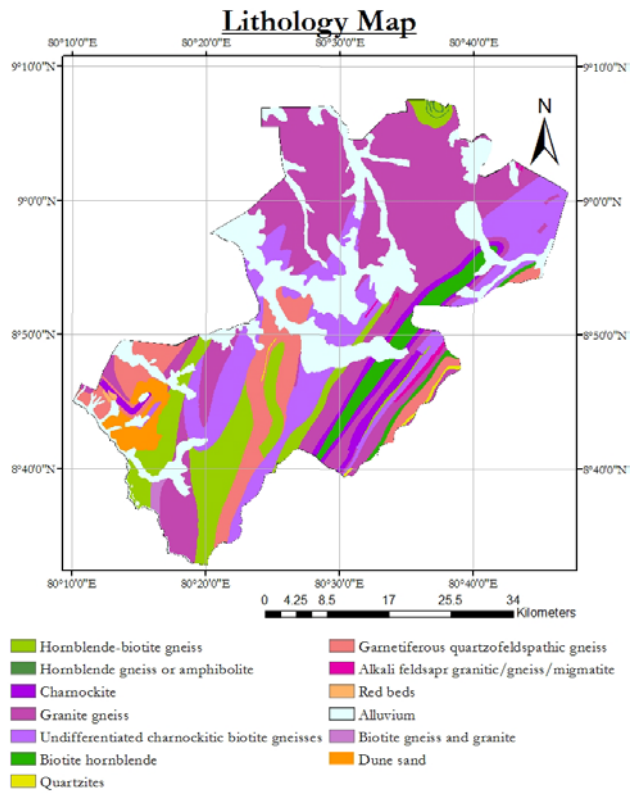 Lithology Map
80°10'0"E 80°20'0"E 80°30'0"E 80°40'0"E
9°10'0"N 9°10'0"N
N
9°0'0"N 9°0'0"N
8°50'0"N 8°50'0"N
8°40'0"N 8°40'0"N
80°10'0"E 80°20'0"E 80°30'0"E 80°40'0"E
0 4.25 8.5 17 25.5 34
Kilometers
Hornblende-biotite gneiss
Hornblende gneiss or amphibolite
Charnockite
Granite gneiss
Undifferentiated charnockitic biotite gneisses
Biotite hornblende
Quartzites
Garnetiferous quartzofeldspathic gneiss
Alkali feldsapr granitic/gneiss/migmatite
Red beds
Alluvium
Biotite gneiss and granite
Dune sand